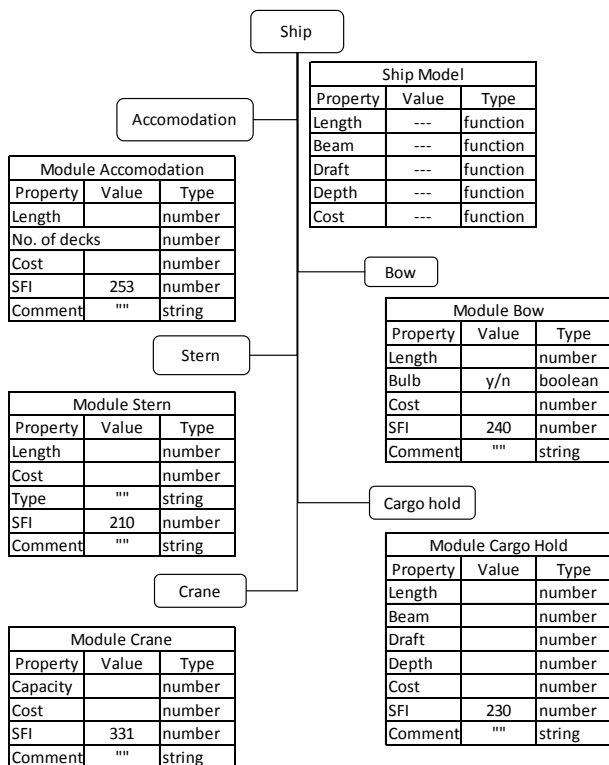 Ship
Ship Model
Property Value Type
Length --- function
Beam --- function
Draft --- function
Depth --- function
Cost --- function
Accomodation
Module Accomodation
Property Value Type
Length number
No. of decks number
Cost number
SFI 253 number
Comment "" string
Bow
Module Bow
Property Value Type
Length number
Bulb y/n boolean
Cost number
SFI 240 number
Comment "" string
Stern
Module Stern
Property Value Type
Length number
Cost number
Type "" string
SFI 210 number
Comment "" string
Cargo hold
Module Cargo Hold
Property Value Type
Length number
Beam number
Draft number
Depth number
Cost number
SFI 230 number
Comment "" string
Crane
Module Crane
Property Value Type
Capacity number
Cost number
SFI 331 number
Comment "" string